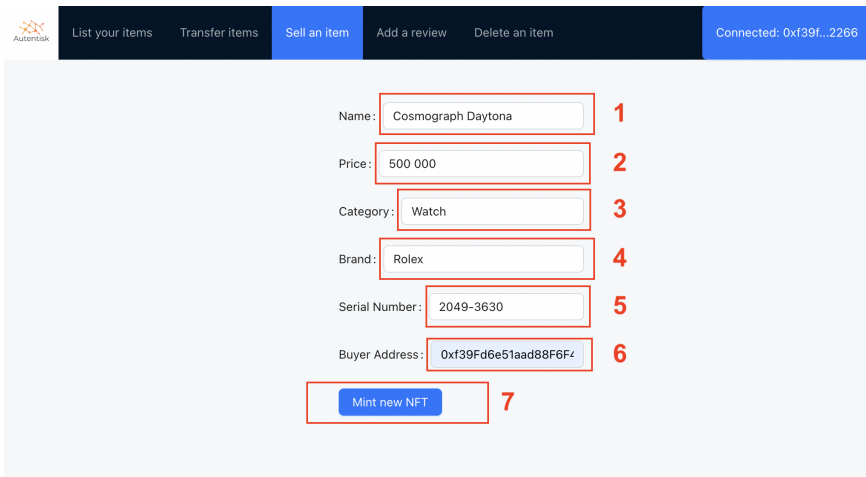 Autentisk
List your items
Transfer items
Sell an item
Add a review
Delete an item
Connected: 0xf39f...2266
Name: Cosmograph Daytona 1
Price: 500 000 2
Category: Watch 3
Brand: Rolex 4
Serial Number: 2049-3630 5
Buyer Address: 0xf39Fd6e51aad88F6F4 6
Mint new NFT 7